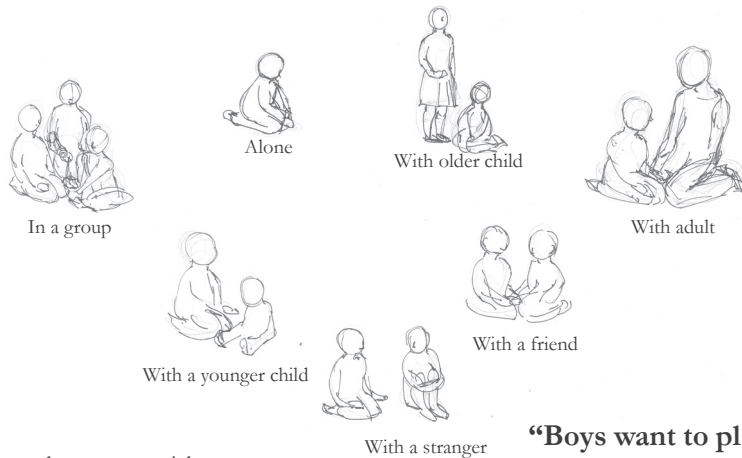 Alone
With older child
In a group
With adult
With a friend
With a younger child
With a stranger
“Boys want to pl